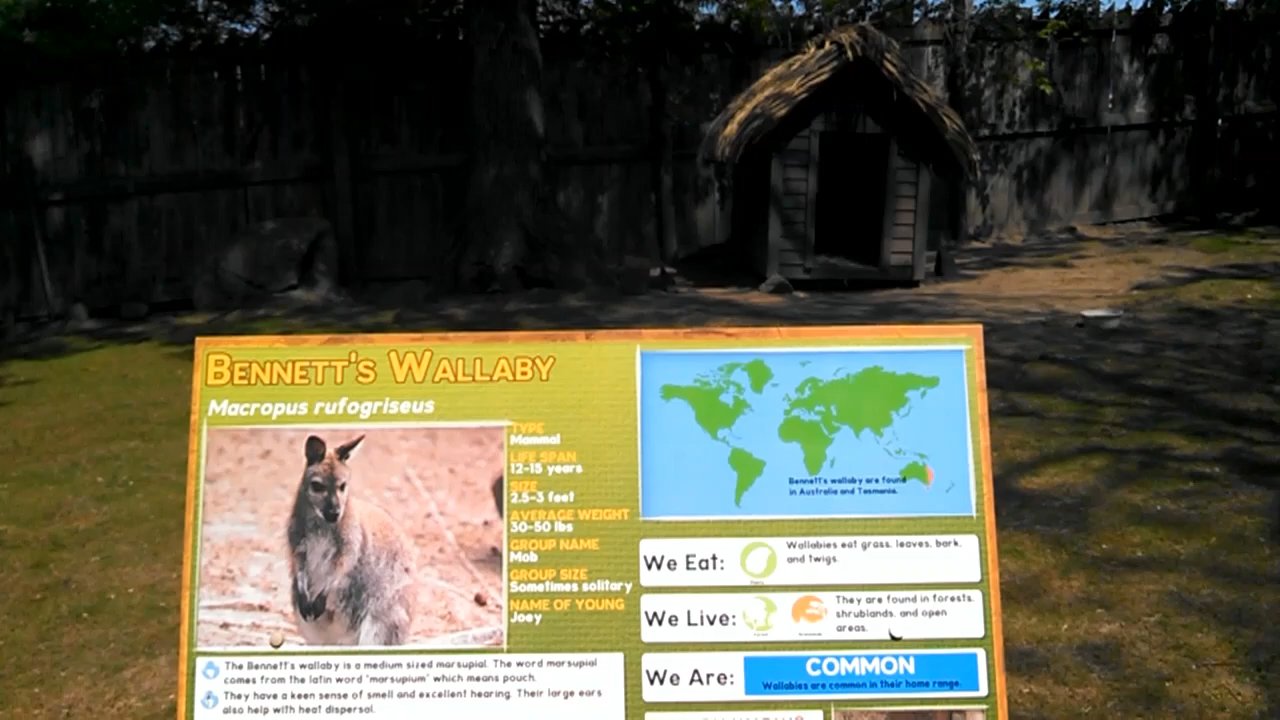 BENNETT'S WALLABY
Macropus rufogriseus
TYPE
Mammal
LIFE SPAN
12-15 years
SIZE
2.5-3 feet
AVERAGE WEIGHT
30-50 lbs
GROUP NAME
Mob
GROUP SIZE
Sometimes solitary
NAME OF YOUNG
Joey
The Bennett's wallaby is a medium sized marsupial. The word marsupial
comes from the latin word "marsupium" which means pouch.
They have a keen sense of smell and excellent hearing. Their large ears
also help with heat dispersal.
Bennett's wallaby are found
in Australia and Tasmania.
We Eat:
Wallabies eat grass, leaves, bark,
and twigs.
We Live:
They are found in forests,
shrublands, and open
areas.
We Are:
COMMON
Wallabies are common in their home range.